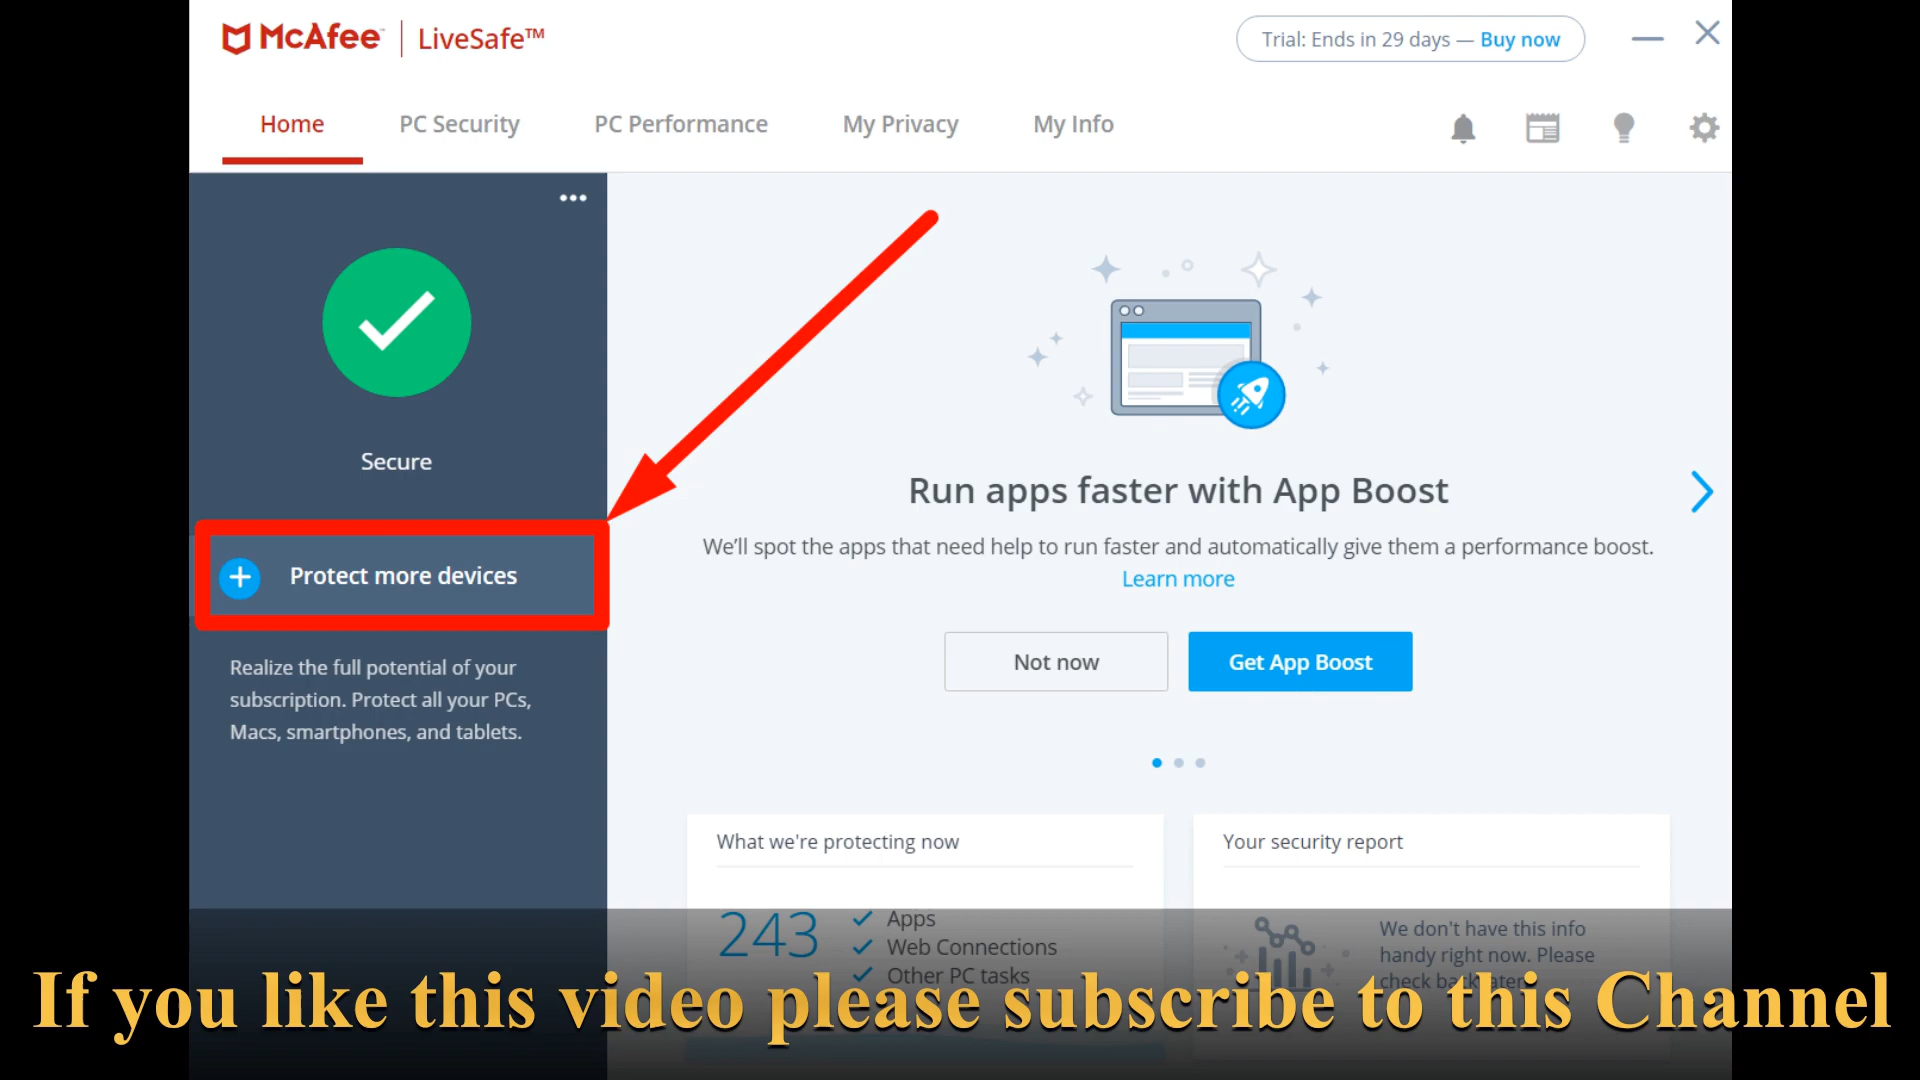 McAfee™ | LiveSafe™
Trial: Ends in 29 days — Buy now
Home
PC Security
PC Performance
My Privacy
My Info
Secure
Protect more devices
Realize the full potential of your
subscription. Protect all your PCs,
Macs, smartphones, and tablets.
Run apps faster with App Boost
We'll spot the apps that need help to run faster and automatically give them a performance boost.
Learn more
Not now
Get App Boost
What we're protecting now
243
Apps
Web Connections
Other PC tasks
Your security report
We don't have this info
handy right now. Please
check back later.
If you like this video please subscribe to this Channel